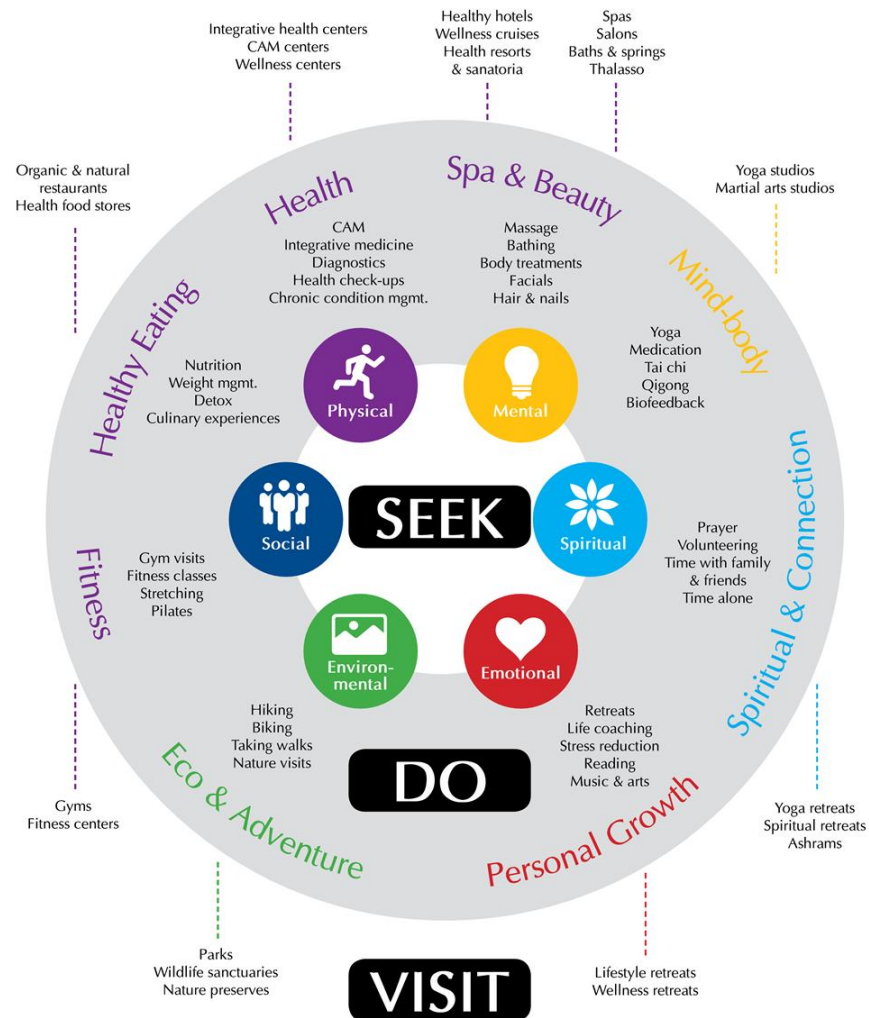 Integrative health centers
CAM centers
Wellness centers
Healthy hotels
Wellness cruises
Health resorts
& sanatoria
Spas
Salons
Baths & springs
Thalasso
Organic & natural
restaurants
Health food stores
Yoga studios
Martial arts studios
Health
CAM
Integrative medicine
Diagnostics
Health check-ups
Chronic condition mgmt.
Spa & Beauty
Massage
Bathing
Body treatments
Facials
Hair & nails
Mind-body
Yoga
Medication
Tai chi
Qigong
Biofeedback
Healthy Eating
Nutrition
Weight mgmt.
Detox
Culinary experiences
Physical
Mental
Social
SEEK
Spiritual
Environ-
mental
Emotional
Spiritual & Connection
Prayer
Volunteering
Time with family
& friends
Time alone
Fitness
Gym visits
Fitness classes
Stretching
Pilates
Eco & Adventure
Hiking
Biking
Taking walks
Nature visits
DO
Personal Growth
Retreats
Life coaching
Stress reduction
Reading
Music & arts
Gyms
Fitness centers
Yoga retreats
Spiritual retreats
Ashrams
Parks
Wildlife sanctuaries
Nature preserves
VISIT
Lifestyle retreats
Wellness retreats